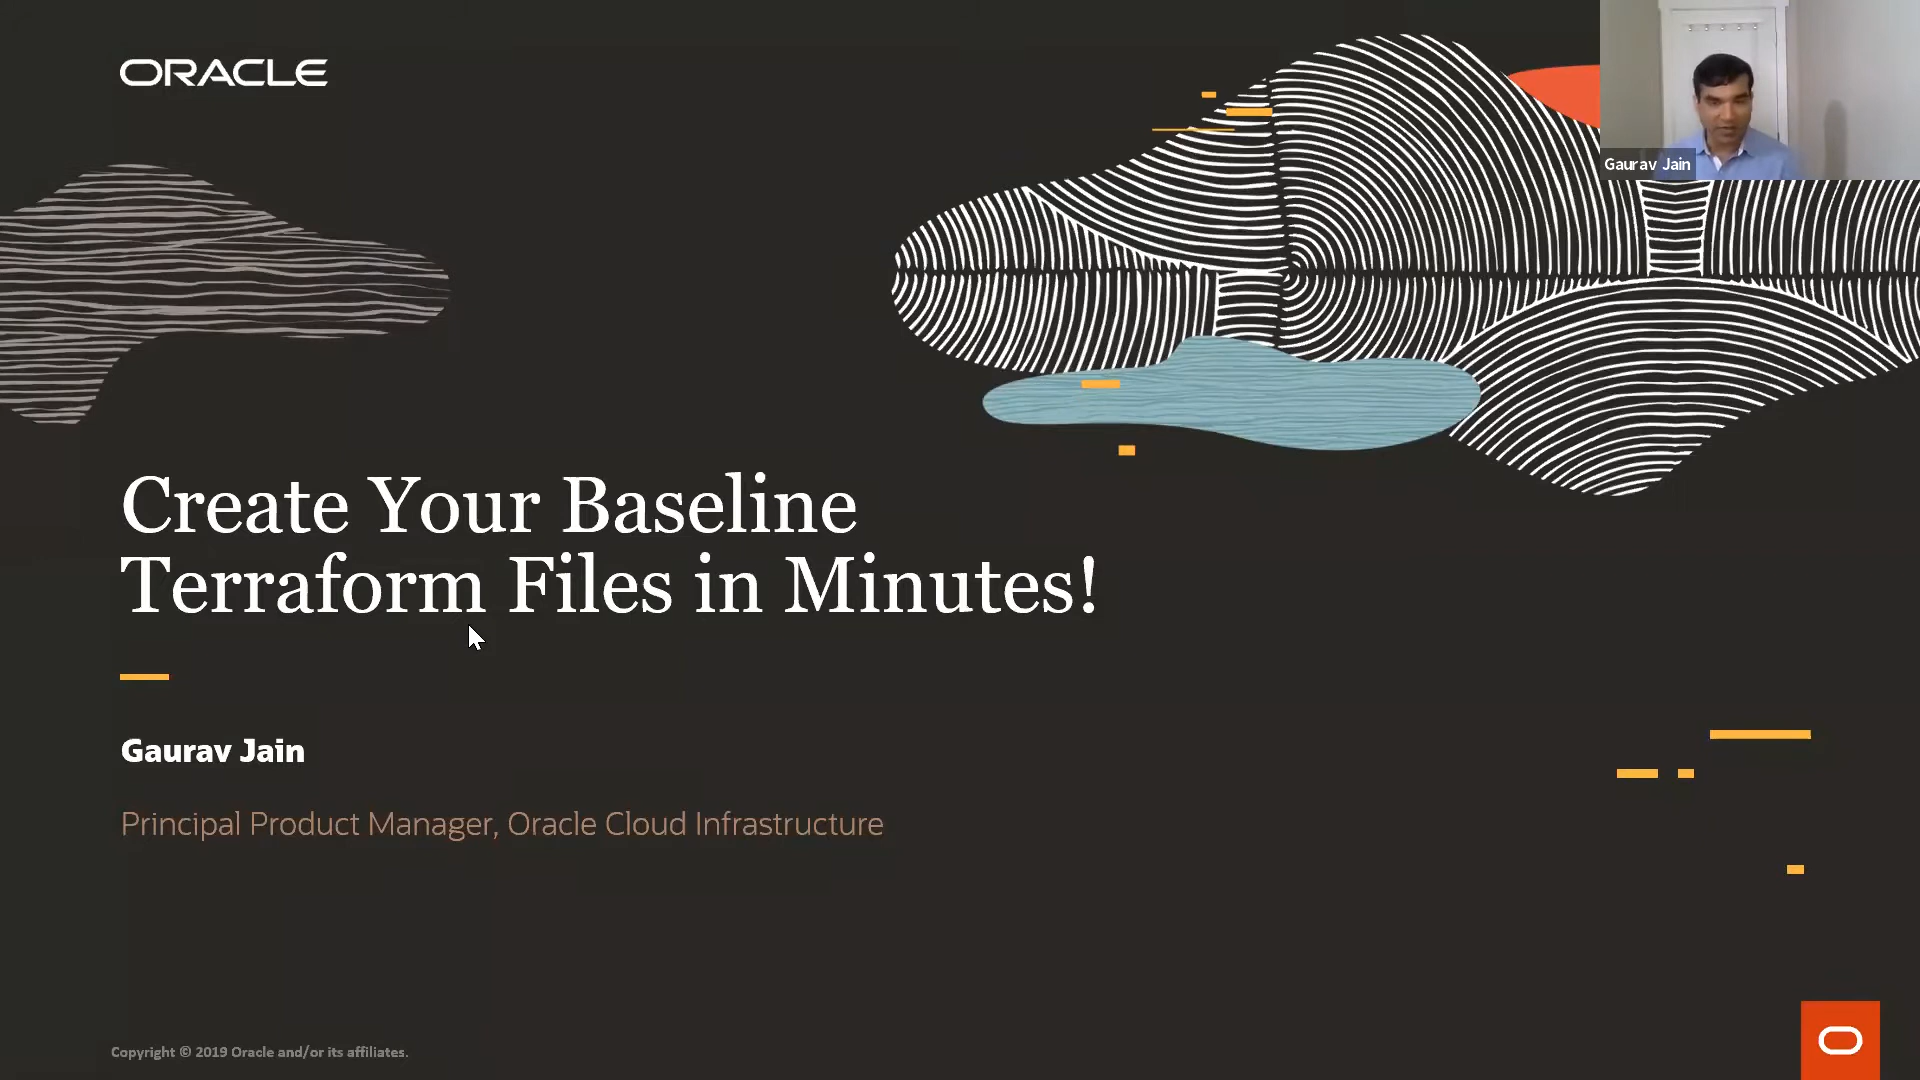 ORACLE
Gaurav Jain
Create Your Baseline
Terraform Files in Minutes!
Gaurav Jain
Principal Product Manager, Oracle Cloud Infrastructure
Copyright © 2019 Oracle and/or its affiliates.